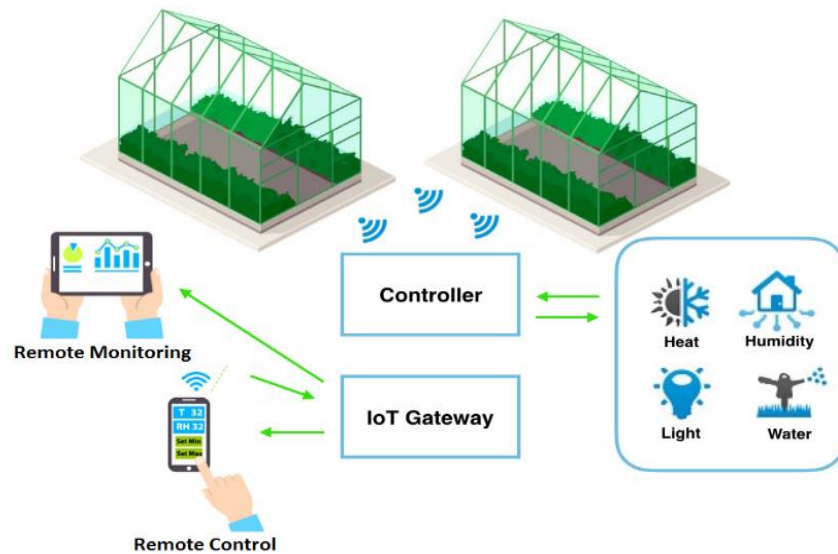 Controller
Heat
Humidity
Remote Monitoring
IoT Gateway
T 32
RH 32
Set Min
Set Max
Light
Water
Remote Control